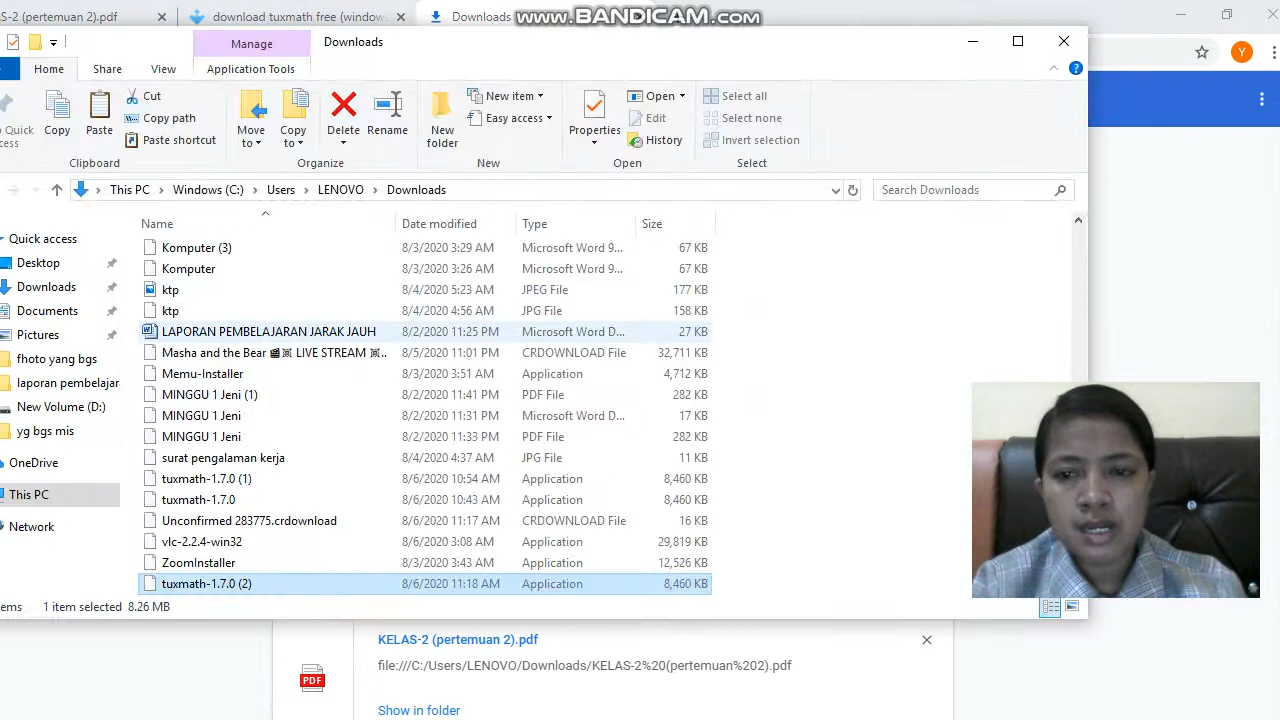 S-2 (pertemuan 2).pdf
download tuxmath free (window
Downloads
www.BANDICAM.com
Manage
Downloads
Home
Share
View
Application Tools
Y
Quick
cess
Copy
Paste
Cut
Copy path
Paste shortcut
Clipboard
Move
to
Copy
to
Delete
Rename
Organize
New
folder
New item
Easy access
New
Properties
Open
Edit
History
Open
Select all
Select none
Invert selection
Select
This PC > Windows (C:) > Users > LENOVO > Downloads
Search Downloads
Name Date modified Type Size
Quick access
Desktop
Downloads
Documents
Pictures
fhoto yang bgs
laporan pembelajar
New Volume (D:)
yg bgs mis
OneDrive
This PC
Network
Komputer (3) 8/3/2020 3:29 AM Microsoft Word 9... 67 KB
Komputer 8/3/2020 3:26 AM Microsoft Word 9... 67 KB
ktp 8/4/2020 5:23 AM JPEG File 177 KB
ktp 8/4/2020 4:56 AM JPG File 158 KB
LAPORAN PEMBELAJARAN JARAK JAUH 8/2/2020 11:25 PM Microsoft Word D... 27 KB
Masha and the Bear LIVE STREAM .. 8/5/2020 11:01 PM CRDOWNLOAD File 32,711 KB
Memu-Installer 8/3/2020 3:51 AM Application 4,712 KB
MINGGU 1 Jeni (1) 8/2/2020 11:41 PM PDF File 282 KB
MINGGU 1 Jeni 8/2/2020 11:31 PM Microsoft Word D... 17 KB
MINGGU 1 Jeni 8/2/2020 11:33 PM PDF File 282 KB
surat pengalaman kerja 8/4/2020 4:37 AM JPG File 11 KB
tuxmath-1.7.0 (1) 8/6/2020 10:54 AM Application 8,460 KB
tuxmath-1.7.0 8/6/2020 10:43 AM Application 8,460 KB
Unconfirmed 283775.crdownload 8/6/2020 11:17 AM CRDOWNLOAD File 16 KB
vlc-2.2.4-win32 8/6/2020 3:08 AM Application 29,819 KB
ZoomInstaller 8/3/2020 3:43 AM Application 12,526 KB
tuxmath-1.7.0 (2) 8/6/2020 11:18 AM Application 8,460 KB
ems 1 item selected 8.26 MB
PDF
KELAS-2 (pertemuan 2).pdf
file:///C:/Users/LENOVO/Downloads/KELAS-2%20(pertemuan%202).pdf
Show in folder